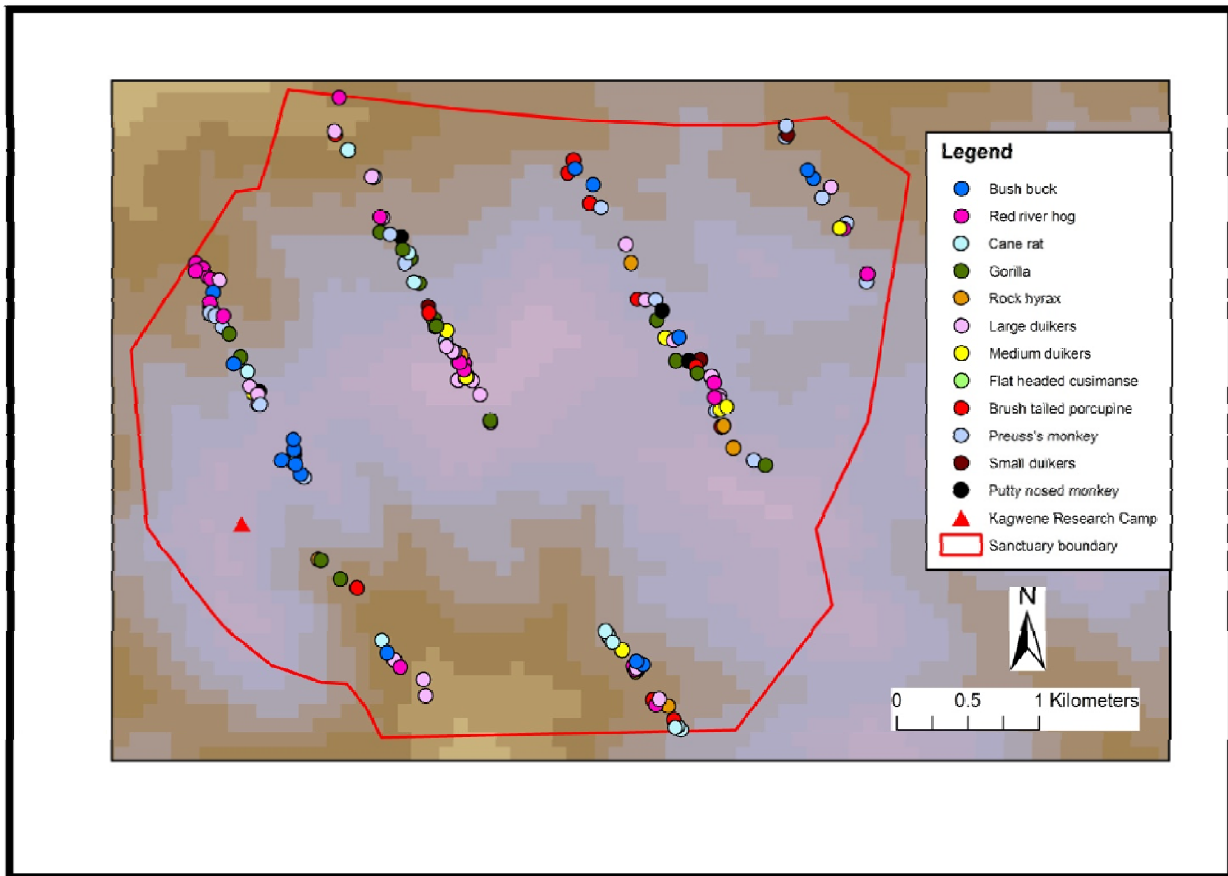 Legend
Bush buck
Red river hog
Cane rat
Gorilla
Rock hyrax
Large duikers
Medium duikers
Flat headed cusimanse
Brush tailed porcupine
Preuss's monkey
Small duikers
Putty nosed monkey
Kagwene Research Camp
Sanctuary boundary
N
0 0.5 1 Kilometers